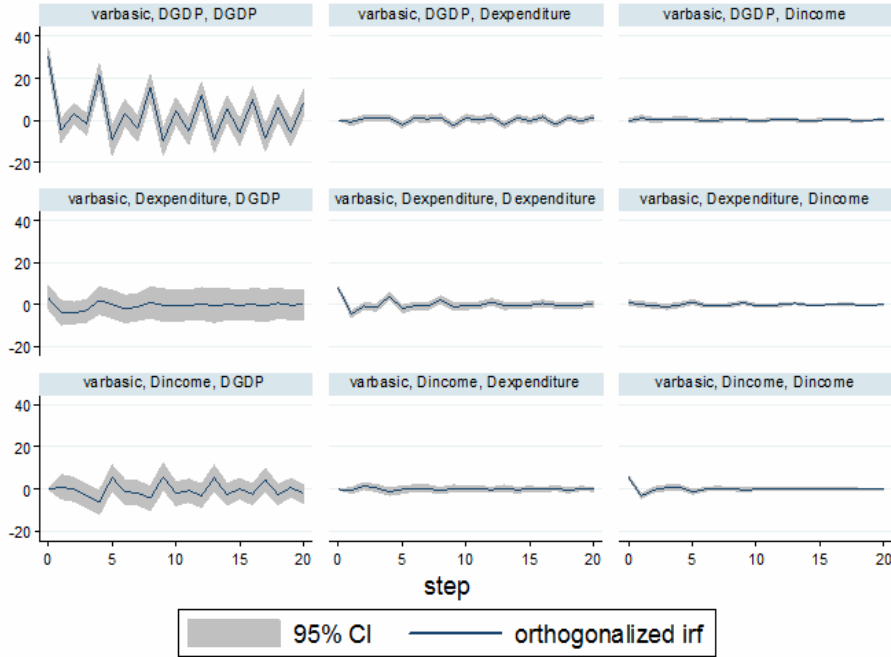 varbasic, DGDP, DGDP
varbasic, DGDP, Dexpenditure
varbasic, DGDP, Dincome
40
20
0
-20
varbasic, Dexpenditure, DGDP
varbasic, Dexpenditure, Dexpenditure
varbasic, Dexpenditure, Dincome
40
20
0
-20
varbasic, Dincome, DGDP
varbasic, Dincome, Dexpenditure
varbasic, Dincome, Dincome
40
20
0
-20
0 5 10 15 20 0 5 10 15 20 0 5 10 15 20
step
95% CI orthogonalized irf